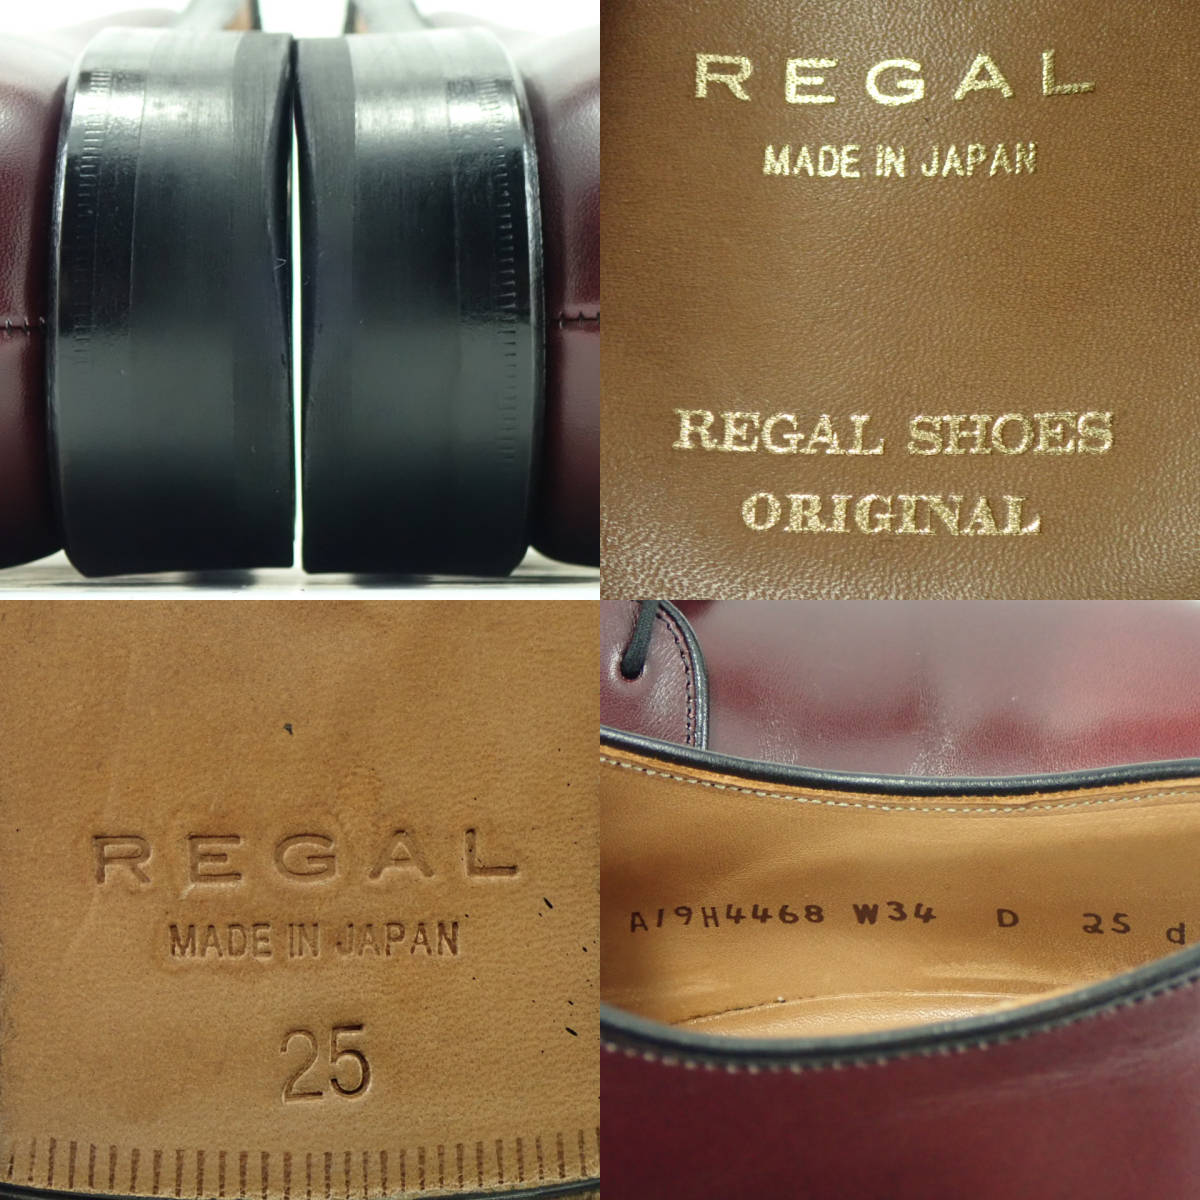 REGAL
MADE IN JAPAN
REGAL SHOES
ORIGINAL
REGAL
MADE IN JAPAN
25
A19H4468 W34 D 25 d